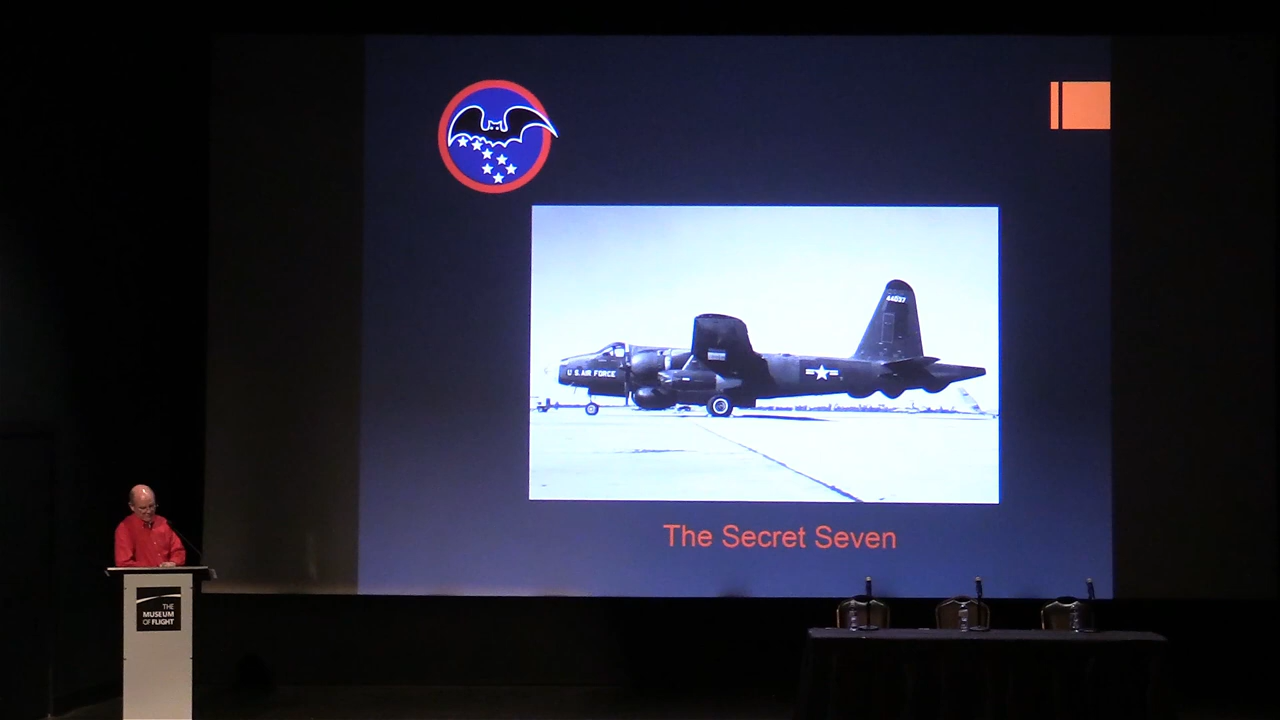 44037
U.S. AIR FORCE
The Secret Seven
THE
MUSEUM
OF FLIGHT